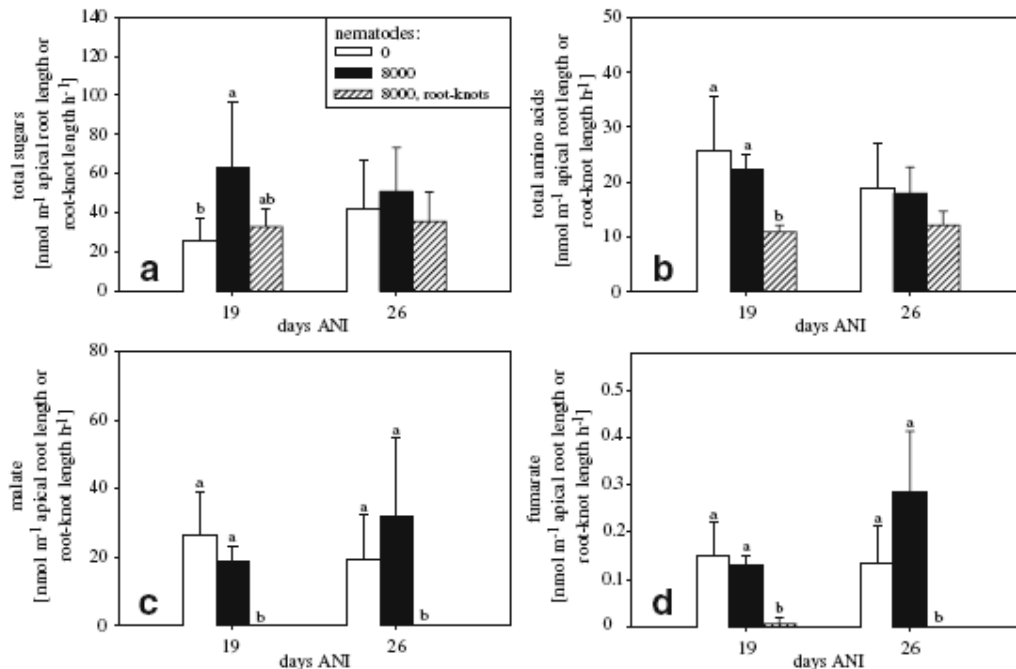 total sugars
[nmol m-1 apical root length or
root-knot length h-1]
140
120
100
80
60
40
20
0
nematodes:
0
8000
8000, root-knots
b
a
ab
a
19
26
days ANI
total amino acids
[nmol m-1 apical root length or
root-knot length h-1]
50
40
30
20
10
0
a
a
b
b
19
26
days ANI
malate
[nmol m-1 apical root length or
root-knot length h-1]
80
60
40
20
0
a
a
b
a
a
b
c
19
26
days ANI
fumarate
[nmol m-1 apical root length or
root-knot length h-1]
0.5
0.4
0.3
0.2
0.1
0
a
a
b
a
a
b
d
19
26
days ANI